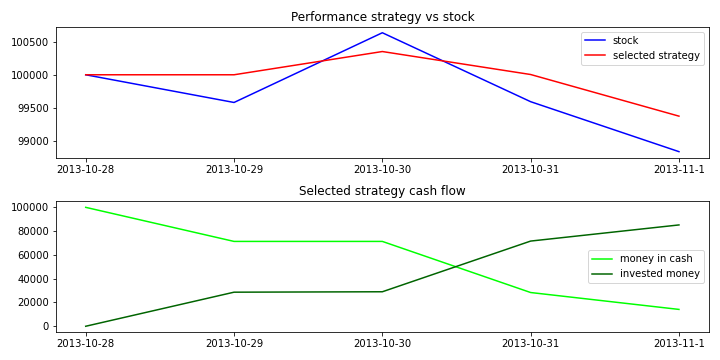 Performance strategy vs stock
100500
100000
99500
99000
stock
selected strategy
2013-10-28 2013-10-29 2013-10-30 2013-10-31 2013-11-1
Selected strategy cash flow
100000
80000
60000
40000
20000
0
money in cash
invested money
2013-10-28 2013-10-29 2013-10-30 2013-10-31 2013-11-1